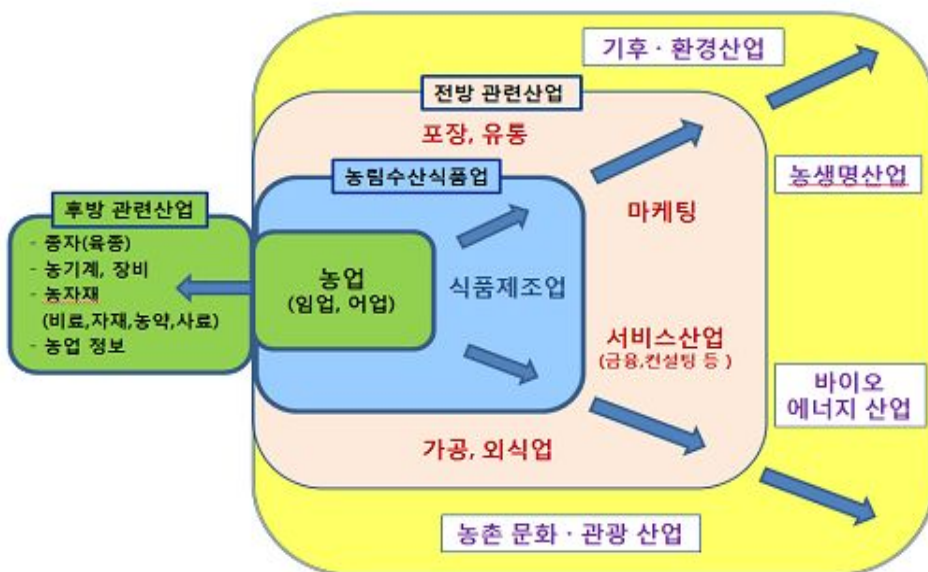 기후 · 환경산업
전방 관련산업
포장, 유통
농림수산식품업
농생명산업
후방 관련산업
- 종자(육종)
- 농기계, 장비
- 농자재
(비료,자재,농약,사료)
- 농업 정보
마케팅
농업
(임업, 어업)
식품제조업
서비스산업
(금융,컨설팅 등 )
바이오
에너지 산업
가공, 외식업
농촌 문화 · 관광 산업